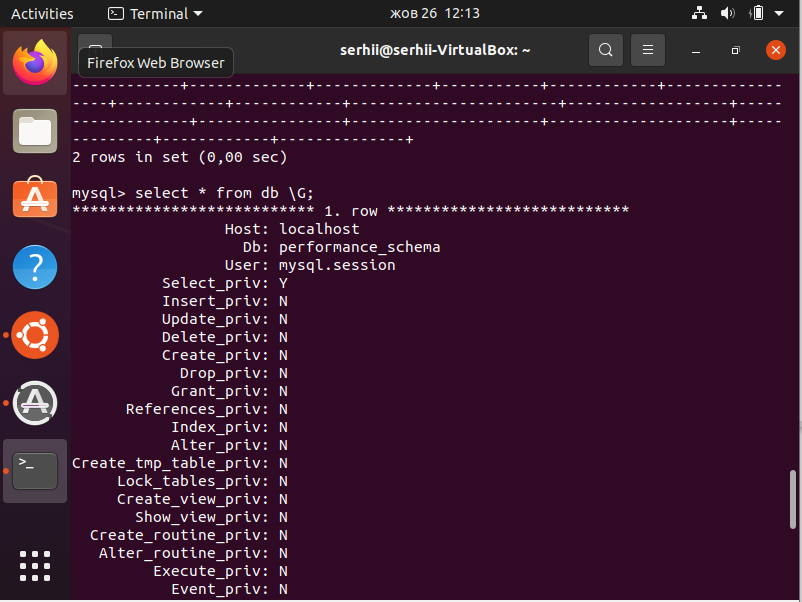 Activities Terminal жов 26 12:13
serhii@serhii-VirtualBox: ~
Firefox Web Browser
------------+-------------+--------------+------------+------------+-------------
----+------------+------------+-----------------------+------------------+-----
-------------+----------------+---------------------+--------------------+-----
---------+------------+--------------+
2 rows in set (0,00 sec)
mysql> select * from db \G;
*************************** 1. row ***************************
Host: localhost
Db: performance_schema
User: mysql.session
Select_priv: Y
Insert_priv: N
Update_priv: N
Delete_priv: N
Create_priv: N
Drop_priv: N
Grant_priv: N
References_priv: N
Index_priv: N
Alter_priv: N
Create_tmp_table_priv: N
Lock_tables_priv: N
Create_view_priv: N
Show_view_priv: N
Create_routine_priv: N
Alter_routine_priv: N
Execute_priv: N
Event_priv: N